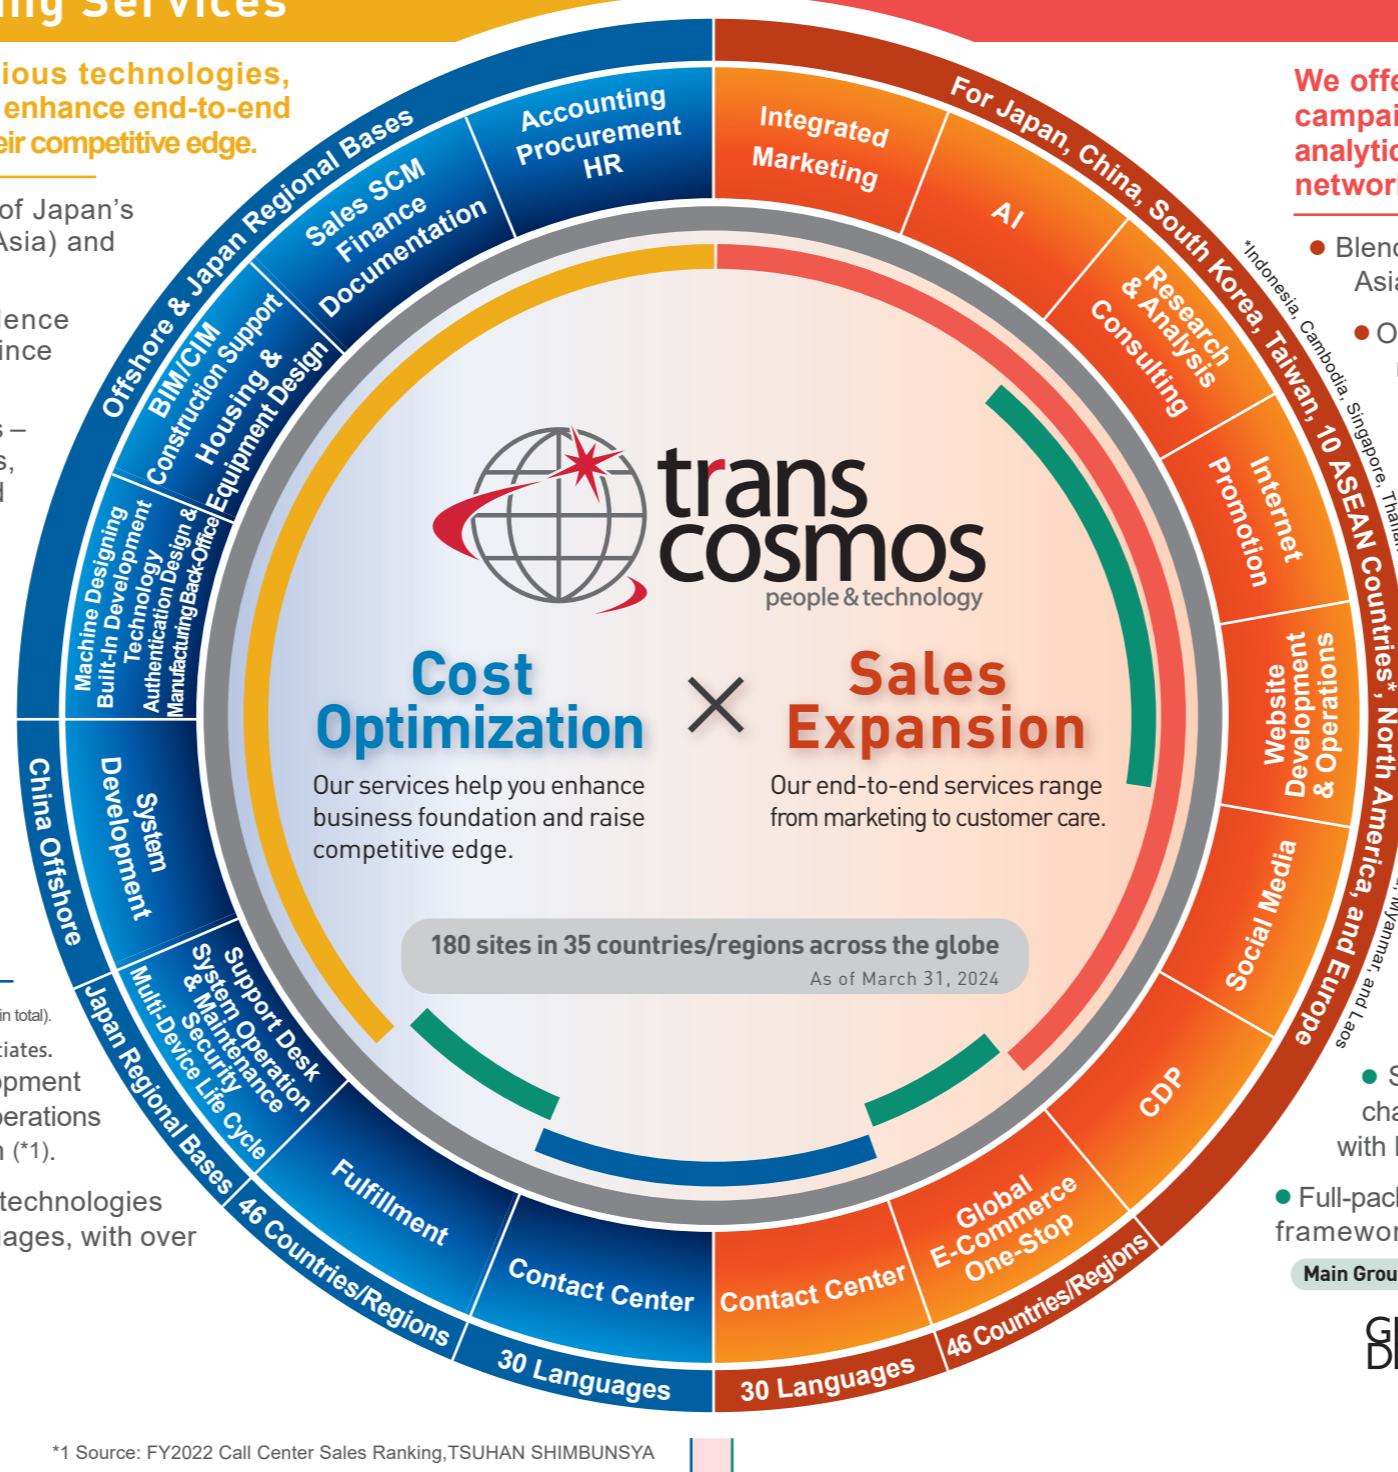 ing Services
ious technologies,
enhance end-to-end
eir competitive edge.
of Japan's
Asia) and
lence
ince
s –
s,
d
in total).
tiates.
opment
perations
n (*1).
technologies
ages, with over
We offe
campai
analytic
network
Blend
Asia
O
S
cha
with l
Full-pack
framewor
Main Grou
Offshore & Japan Regional Bases
China Offshore
Japan Regional Bases
46 Countries/Regions
30 Languages
For Japan, China, South Korea, Taiwan, 10 ASEAN Countries*, North America, and Europe
*Indonesia, Cambodia, Singapore, Thailan
, Myanmar, and Laos
46 Countries/Regions
30 Languages
Accounting
Procurement
HR
Sales SCM
Finance
Documentation
BIM/CIM
Construction Support
Housing &
Equipment Design
Machine Designing
Built-In Development
Technology
Authentication Design &
Manufacturing Back-Office
System
Development
Support Desk
System Operation
& Maintenance
Security
Multi-Device Life Cycle
Fulfillment
Contact Center
Integrated
Marketing
AI
Research
& Analysis
Consulting
Internet
Promotion
Website
Development
& Operations
Social Media
CDP
Global
E-Commerce
One-Stop
Contact Center
trans
cosmos
people & technology
Cost
Optimization
×
Sales
Expansion
Our services help you enhance
business foundation and raise
competitive edge.
Our end-to-end services range
from marketing to customer care.
180 sites in 35 countries/regions across the globe
As of March 31, 2024
*1 Source: FY2022 Call Center Sales Ranking,TSUHAN SHIMBUNSYA